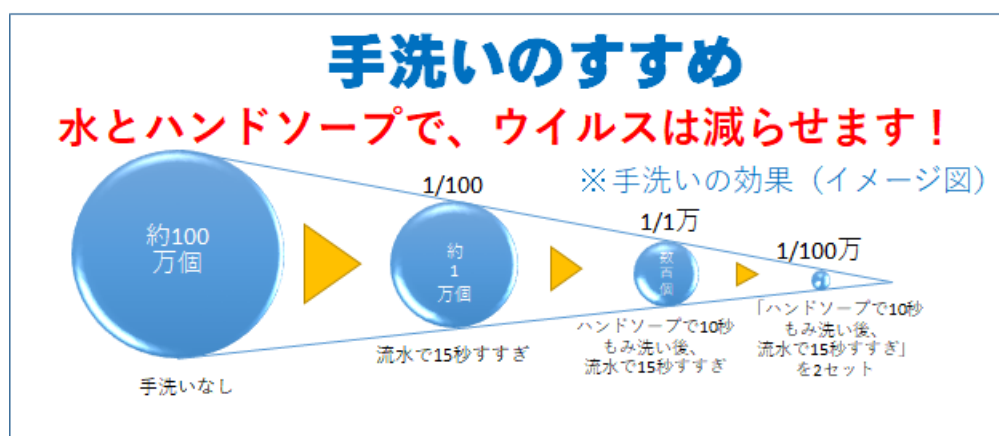 手洗いのすすめ
水とハンドソープで、ウイルスは減らせます！
※手洗いの効果（イメージ図）
約100
万個
手洗いなし
1/100
約
1
万個
流水で15秒すすぎ
1/1万
数
百
個
ハンドソープで10秒
もみ洗い後、
流水で15秒すすぎ
1/100万
「ハンドソープで10秒
もみ洗い後、
流水で15秒すすぎ」
を2セット